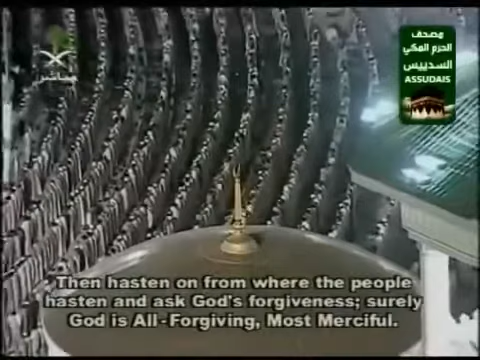 مصحف
الحرم المكي
السديس
ASSUDAIS
مباشر
Then hasten on from where the people
hasten and ask God's forgiveness; surely
God is All-Forgiving, Most Merciful.